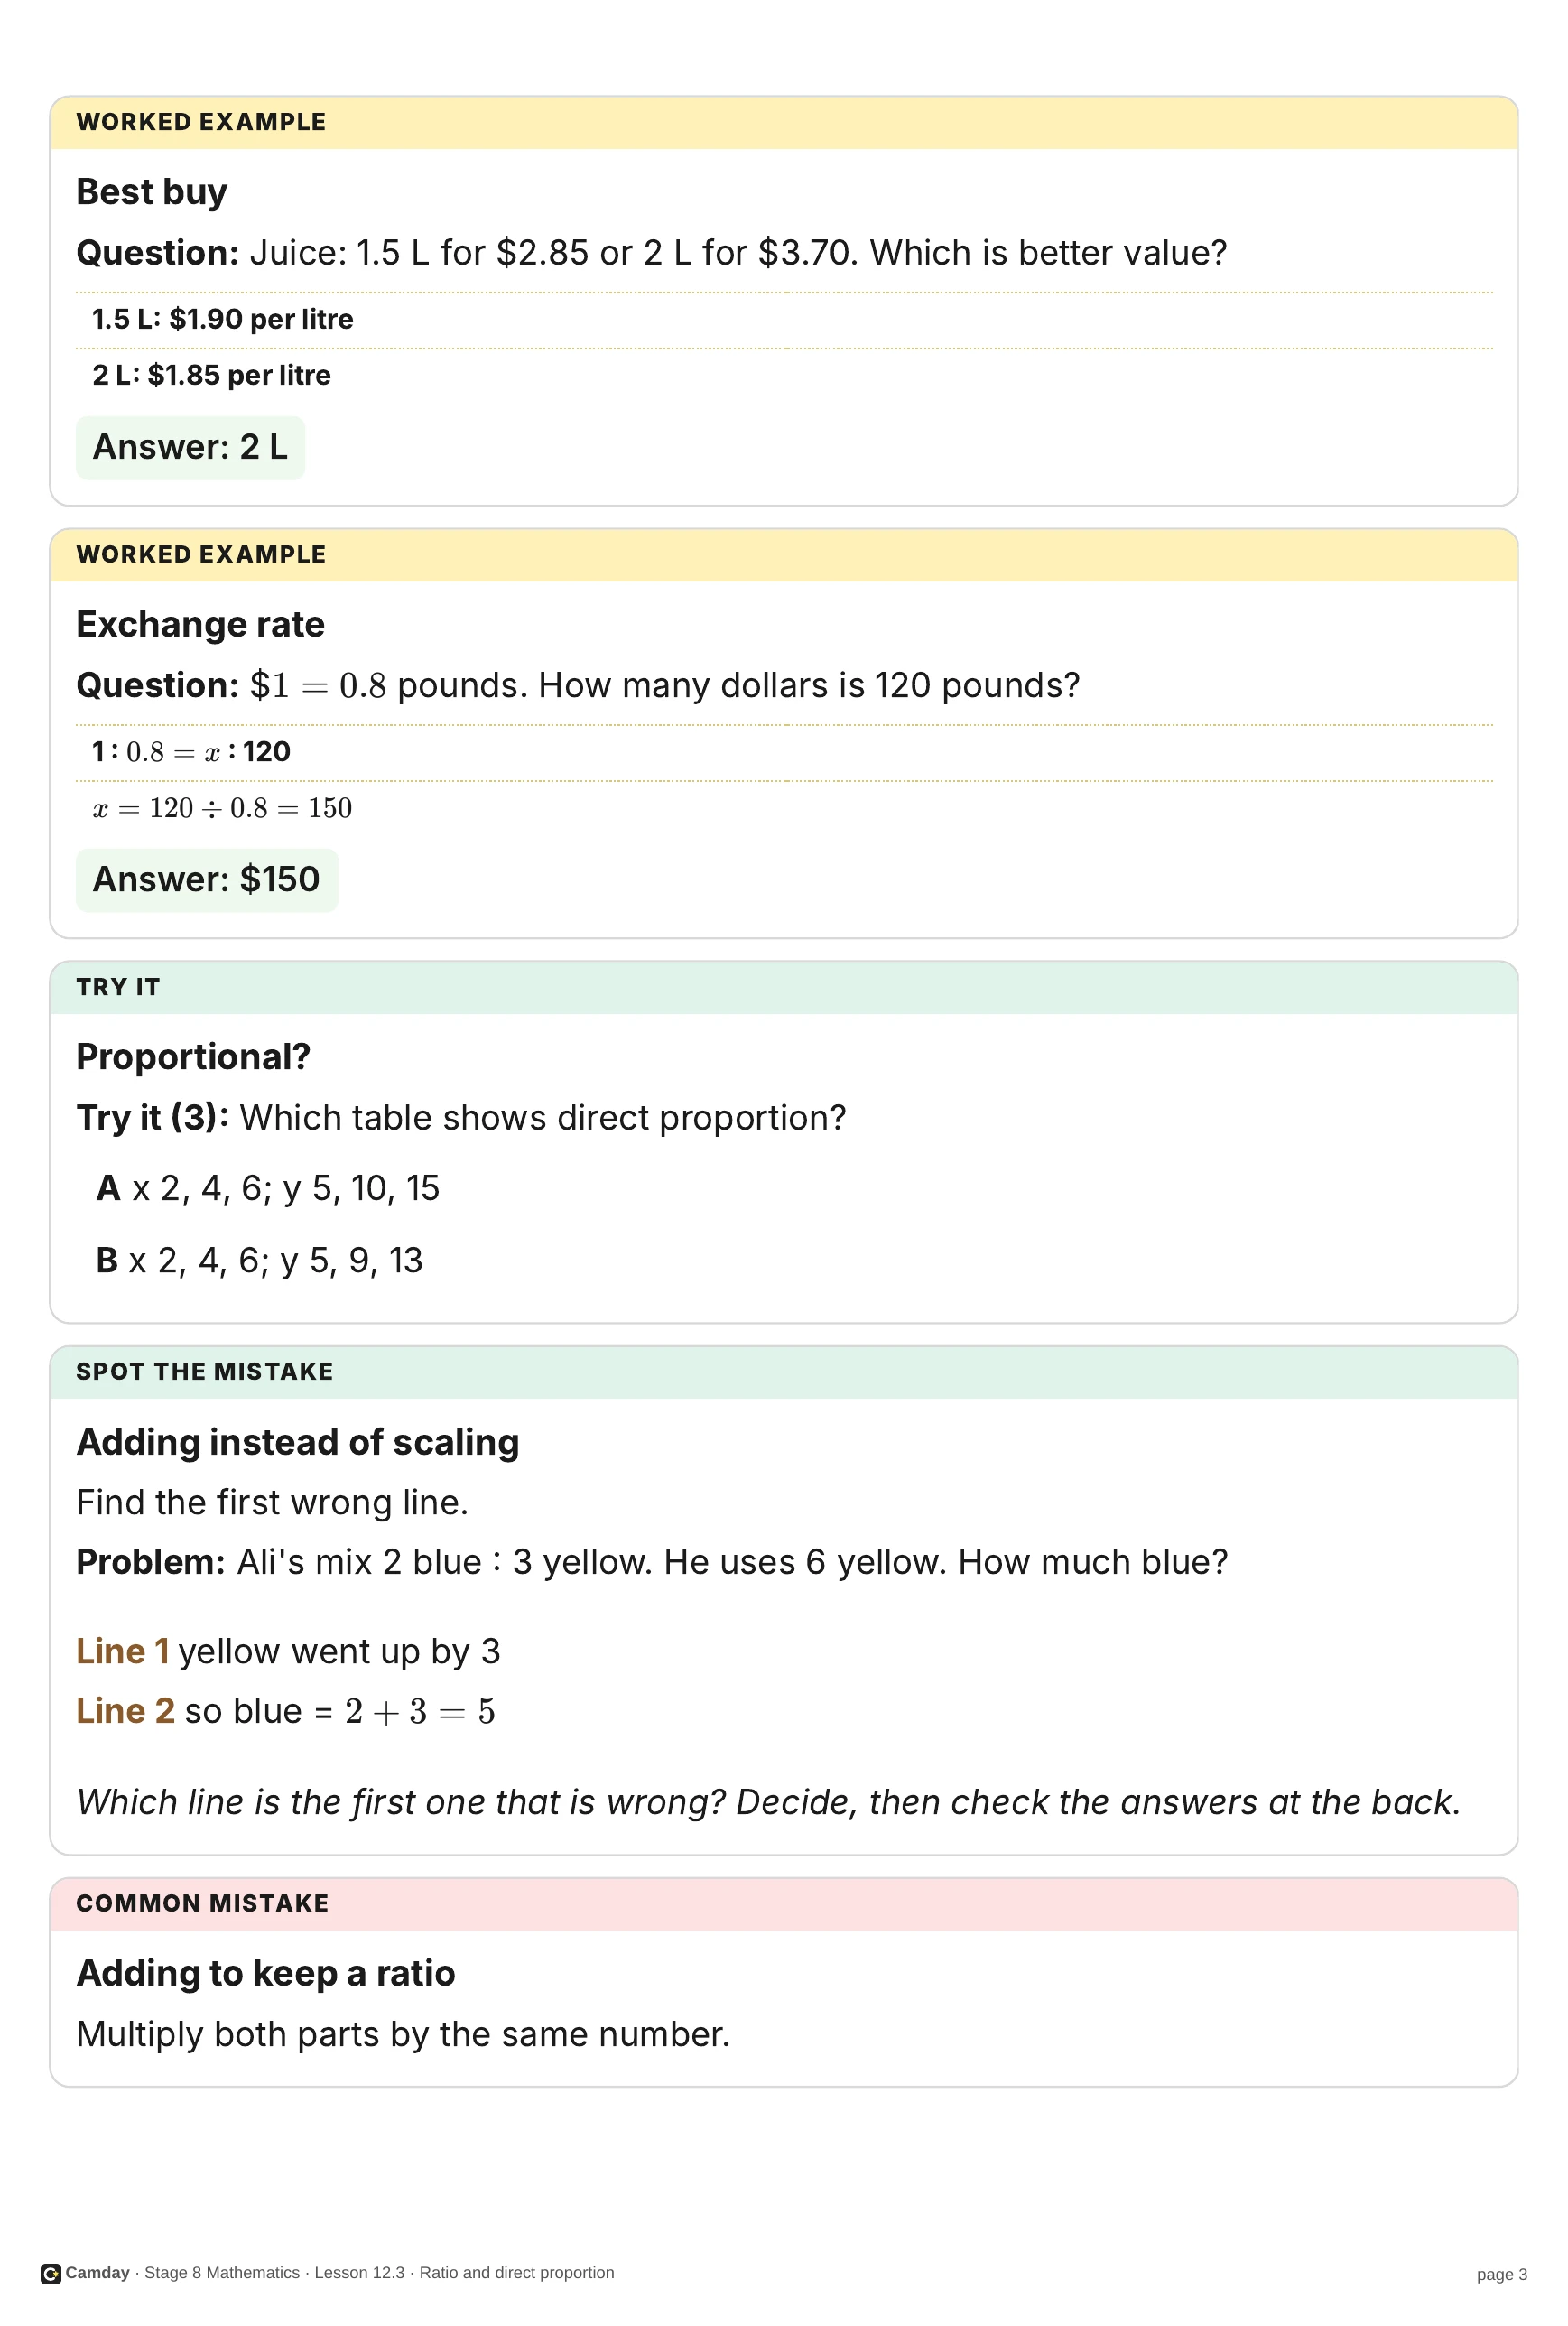 WORKED EXAMPLE
Best buy
Question: Juice: 1.5 L for $2.85 or 2 L for $3.70. Which is better value?
1.5 L: $1.90 per litre
2 L: $1.85 per litre
Answer: 2 L
WORKED EXAMPLE
Exchange rate
Question: $1 = 0.8 pounds. How many dollars is 120 pounds?
1 : 0.8 = x : 120
x = 120 ÷ 0.8 = 150
Answer: $150
TRY IT
Proportional?
Try it (3): Which table shows direct proportion?
A x 2, 4, 6; y 5, 10, 15
B x 2, 4, 6; y 5, 9, 13
SPOT THE MISTAKE
Adding instead of scaling
Find the first wrong line.
Problem: Ali's mix 2 blue : 3 yellow. He uses 6 yellow. How much blue?
Line 1 yellow went up by 3
Line 2 so blue = 2 + 3 = 5
Which line is the first one that is wrong? Decide, then check the answers at the back.
COMMON MISTAKE
Adding to keep a ratio
Multiply both parts by the same number.
Camday · Stage 8 Mathematics · Lesson 12.3 · Ratio and direct proportion
page 3